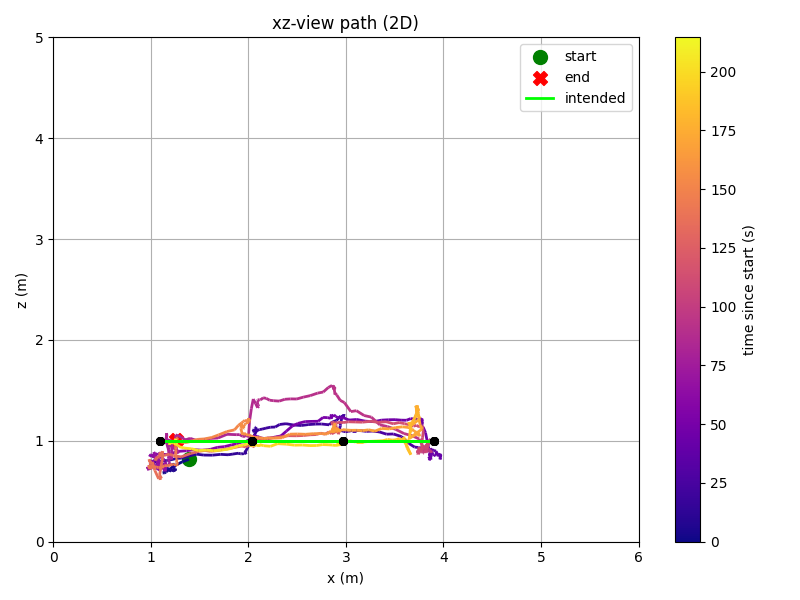 xz-view path (2D)
start
end
intended
5
4
3
2
1
0
z (m)
0 1 2 3 4 5 6
x (m)
200
175
150
125
100
75
50
25
0
time since start (s)